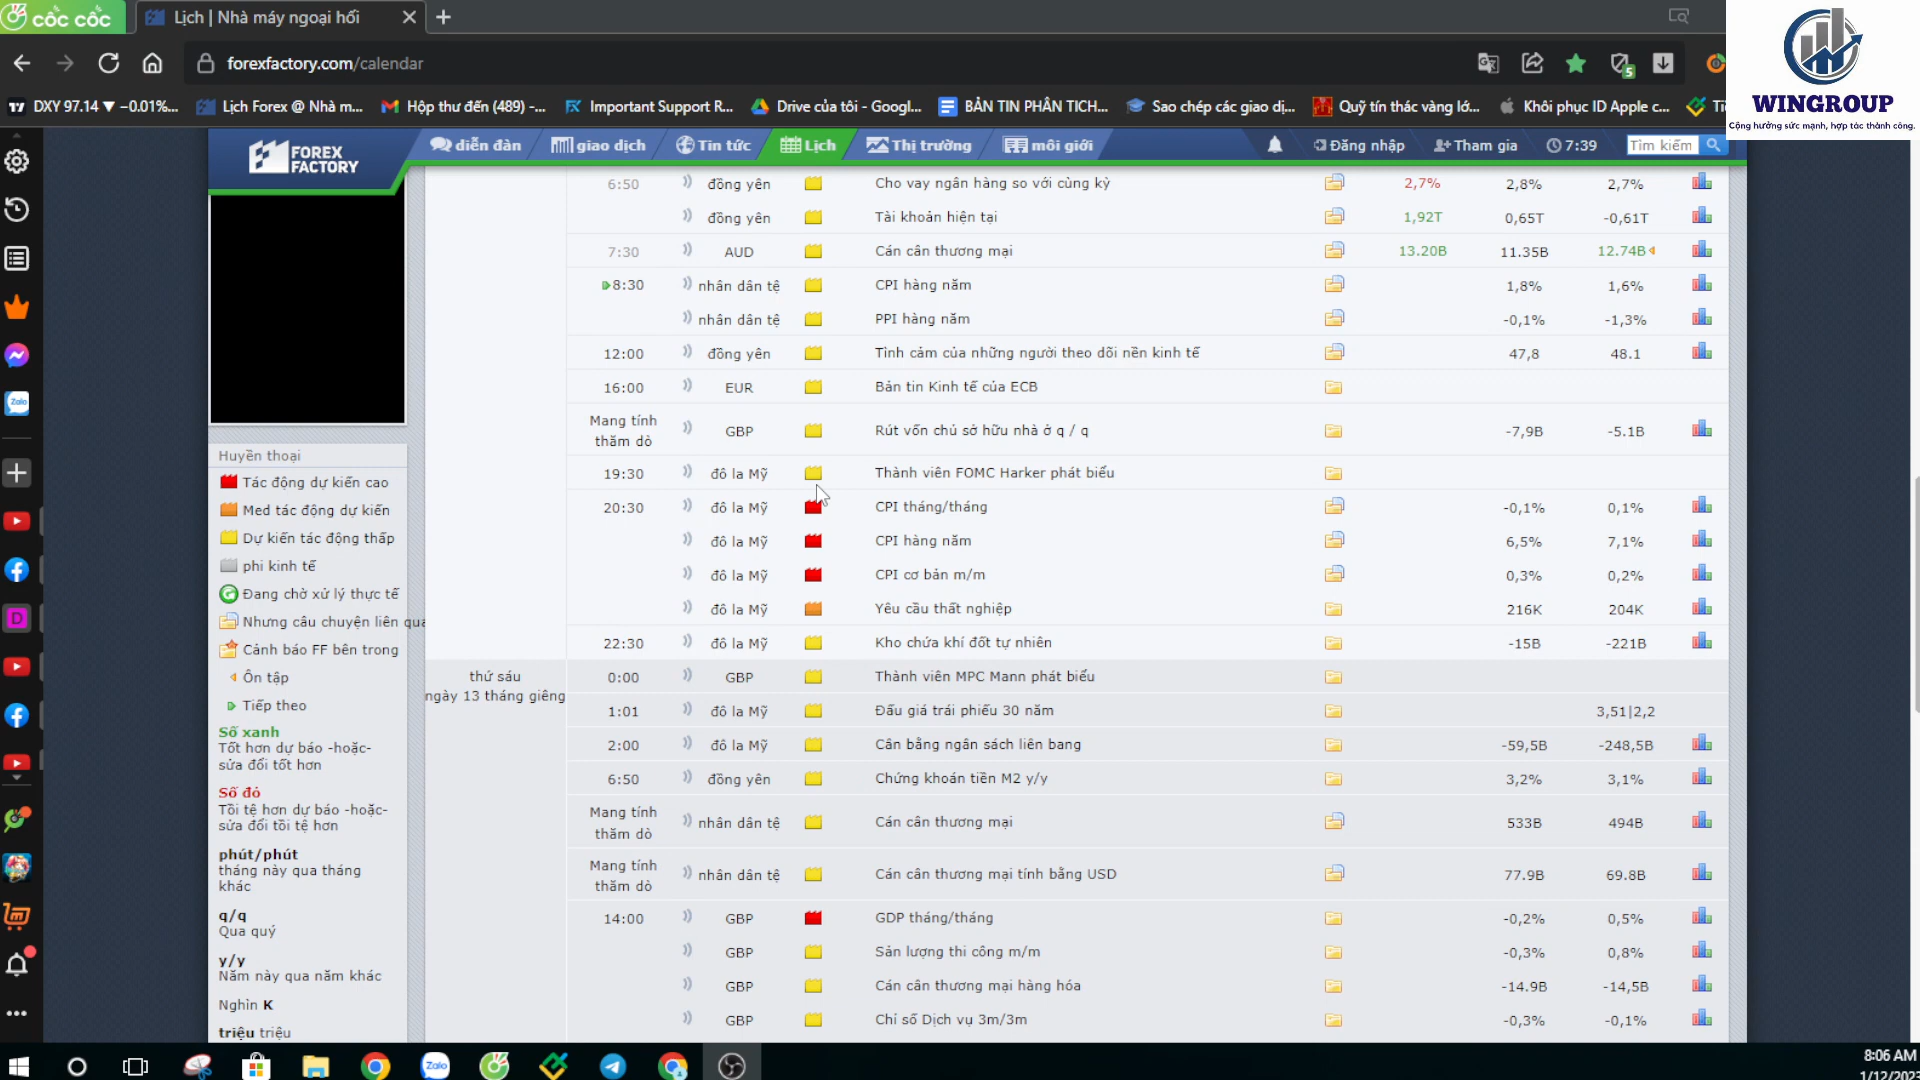 cốc cốc
Lịch | Nhà máy ngoại hối
forexfactory.com/calendar
DXY 97.14 ▼ −0.01%...
Lịch Forex @ Nhà m...
Hộp thư đến (489) -...
Important Support R...
Drive của tôi - Googl...
BẢN TIN PHÂN TÍCH...
Sao chép các giao dị...
Quỹ tín thác vàng lớ...
Khôi phục ID Apple c...
WINGROUP
Cộng hưởng sức mạnh, hợp tác thành công.
FOREX
FACTORY
diễn đàn
giao dịch
Tin tức
Lịch
Thị trường
môi giới
Đăng nhập
Tham gia
7:39
Tìm kiếm
6:50 đồng yên Cho vay ngân hàng so với cùng kỳ 2,7% 2,8% 2,7%
đồng yên Tài khoản hiện tại 1,92T 0,65T -0,61T
7:30 AUD Cán cân thương mại 13.20B 11.35B 12.74B
8:30 nhân dân tệ CPI hàng năm 1,8% 1,6%
nhân dân tệ PPI hàng năm -0,1% -1,3%
12:00 đồng yên Tình cảm của những người theo dõi nền kinh tế 47,8 48.1
16:00 EUR Bản tin Kinh tế của ECB
Mang tính
thăm dò GBP Rút vốn chủ sở hữu nhà ở q / q -7,9B -5.1B
19:30 đô la Mỹ Thành viên FOMC Harker phát biểu
20:30 đô la Mỹ CPI tháng/tháng -0,1% 0,1%
đô la Mỹ CPI hàng năm 6,5% 7,1%
đô la Mỹ CPI cơ bản m/m 0,3% 0,2%
đô la Mỹ Yêu cầu thất nghiệp 216K 204K
22:30 đô la Mỹ Kho chứa khí đốt tự nhiên -15B -221B
thứ sáu
ngày 13 tháng giêng
0:00 GBP Thành viên MPC Mann phát biểu
1:01 đô la Mỹ Đấu giá trái phiếu 30 năm 3,51|2,2
2:00 đô la Mỹ Cân bằng ngân sách liên bang -59,5B -248,5B
6:50 đồng yên Chứng khoán tiền M2 y/y 3,2% 3,1%
Mang tính
thăm dò nhân dân tệ Cán cân thương mại 533B 494B
Mang tính
thăm dò nhân dân tệ Cán cân thương mại tính bằng USD 77.9B 69.8B
14:00 GBP GDP tháng/tháng -0,2% 0,5%
GBP Sản lượng thi công m/m -0,3% 0,8%
GBP Cán cân thương mại hàng hóa -14.9B -14,5B
GBP Chỉ số Dịch vụ 3m/3m -0,3% -0,1%
Huyền thoại
Tác động dự kiến cao
Med tác động dự kiến
Dự kiến tác động thấp
phi kinh tế
Đang chờ xử lý thực tế
Những câu chuyện liên qua
Cảnh báo FF bên trong
Ôn tập
Tiếp theo
Số xanh
Tốt hơn dự báo -hoặc-
sửa đổi tốt hơn
Số đỏ
Tồi tệ hơn dự báo -hoặc-
sửa đổi tồi tệ hơn
phút/phút
tháng này qua tháng
khác
q/q
Qua quý
y/y
Năm này qua năm khác
Nghìn K
triệu triệu
Zalo
D
Zalo
8:06 AM